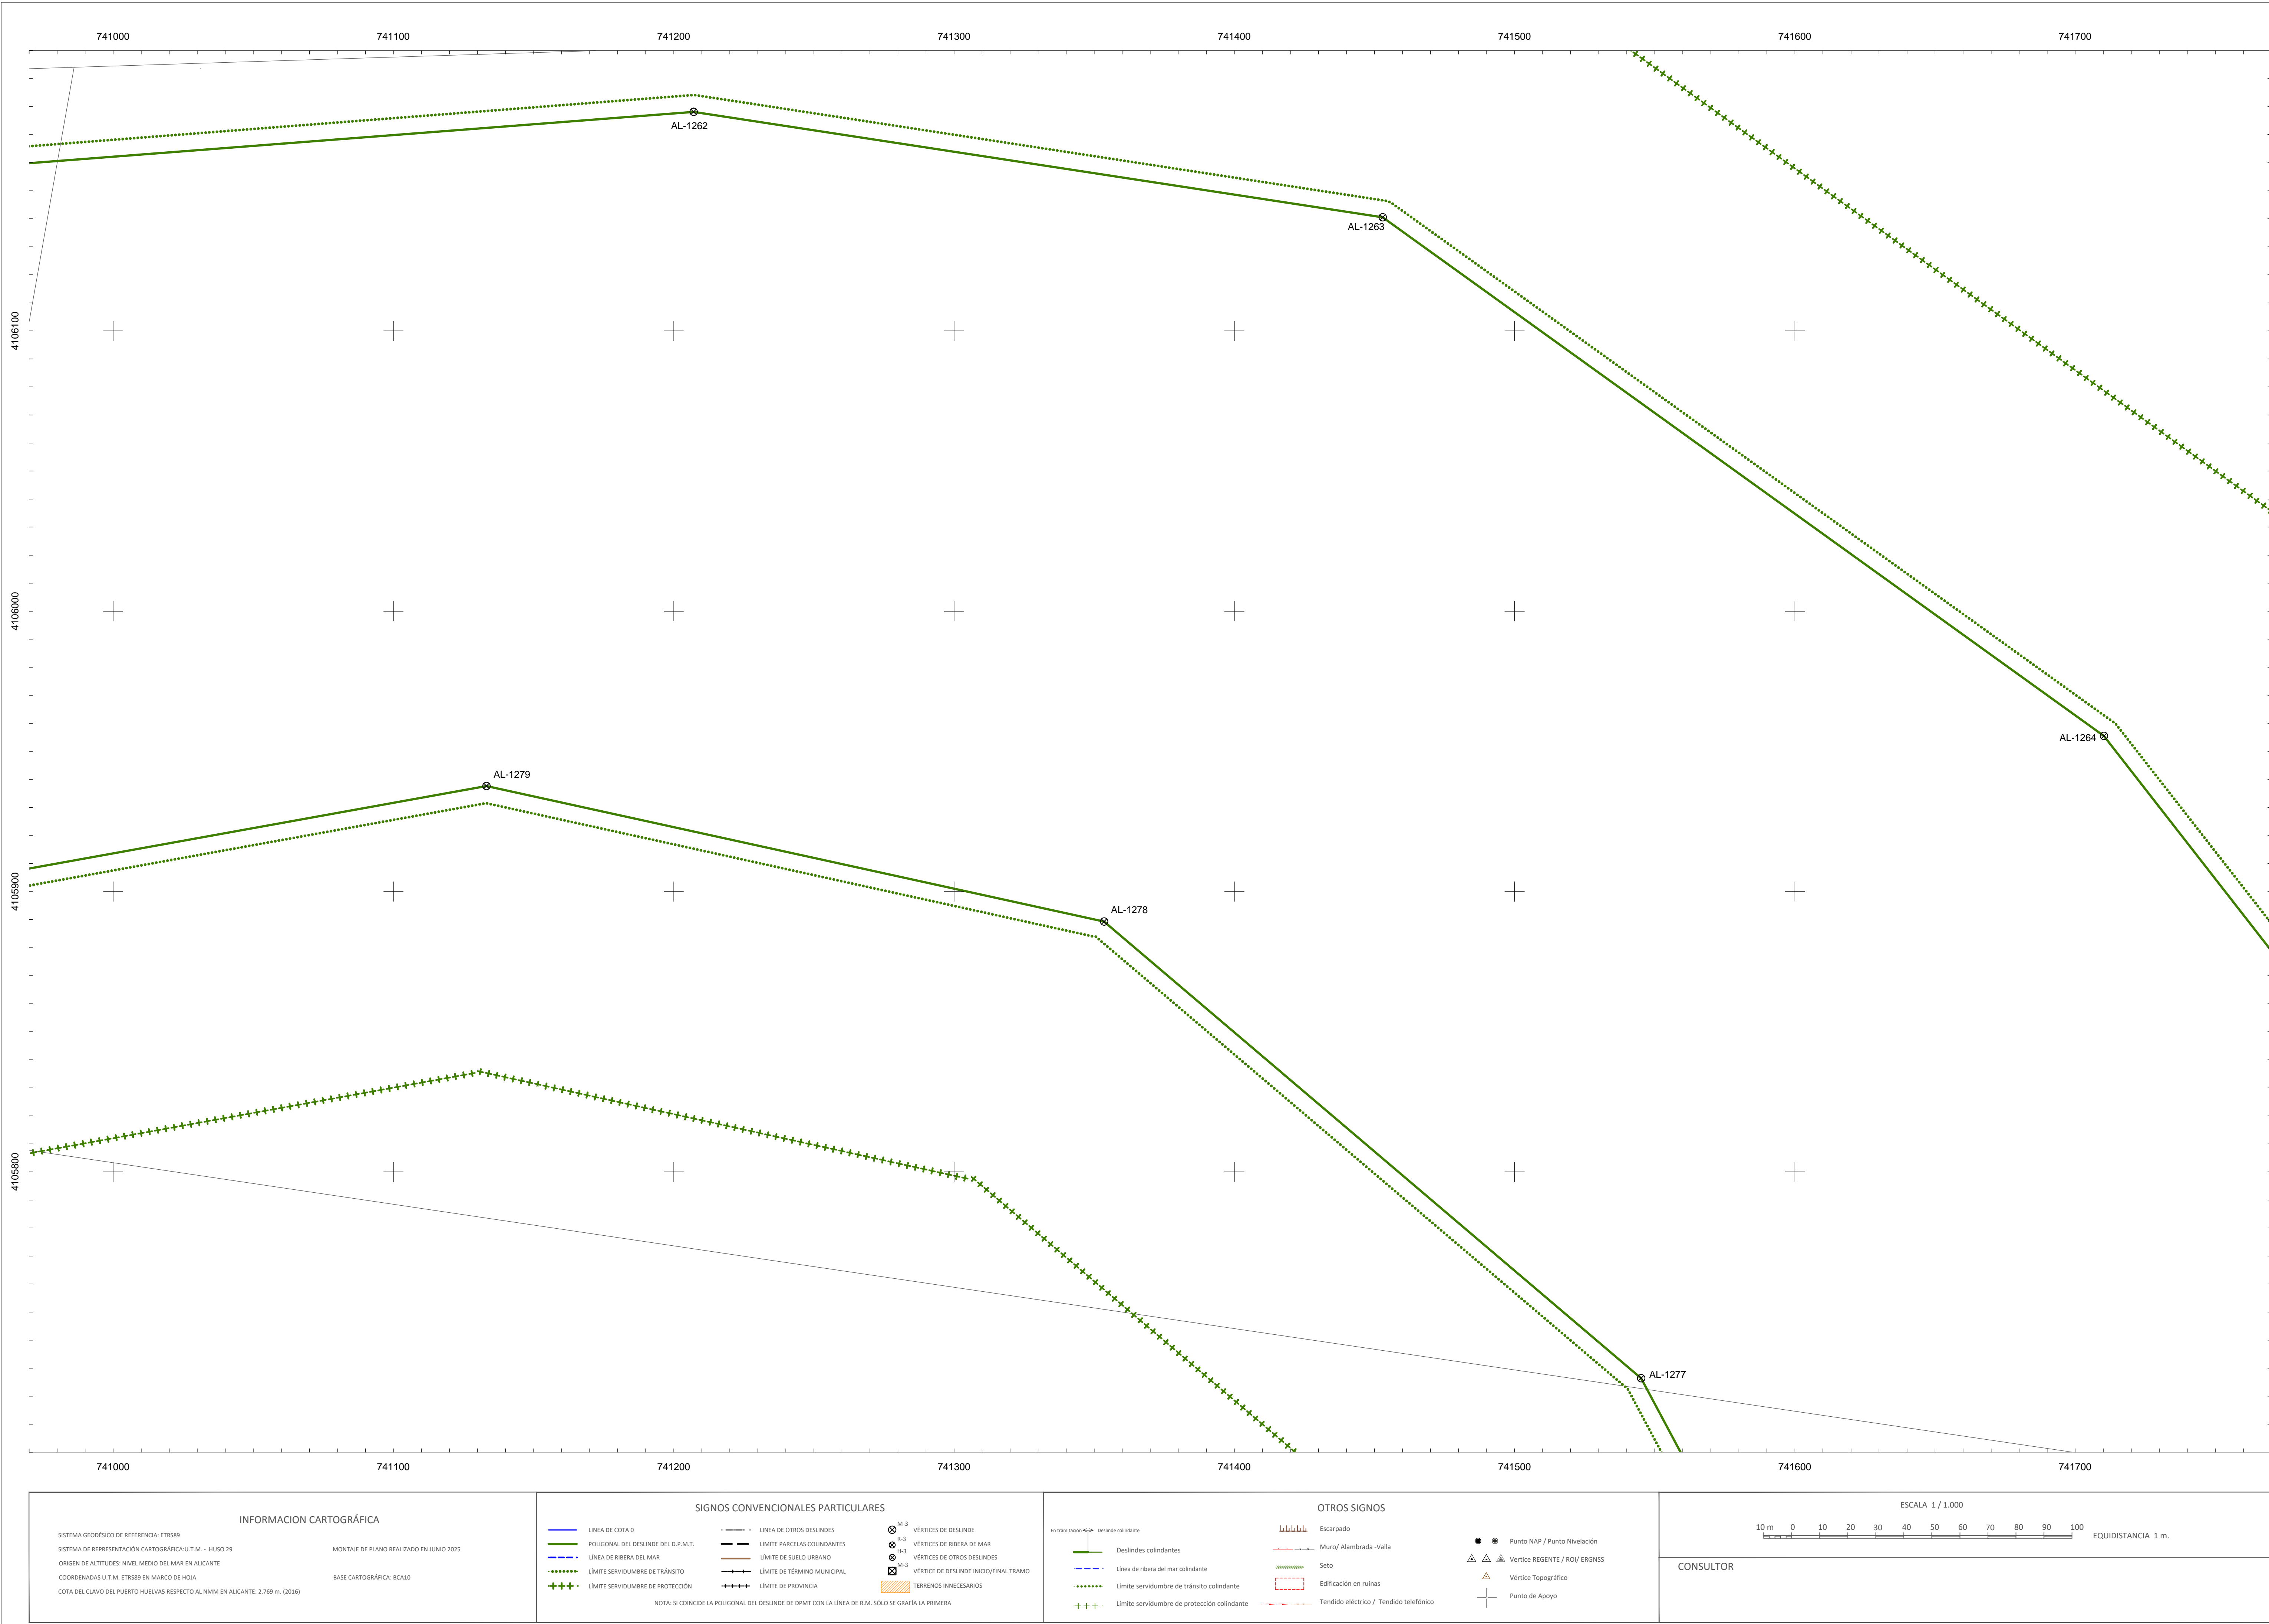 741000 741100 741200 741300 741400 741500 741600 741700
AL-1262
AL-1263
4106100
4106000
AL-1264
AL-1279
4105900
AL-1278
4105800
AL-1277
741000 741100 741200 741300 741400 741500 741600 741700
INFORMACION CARTOGRÁFICA
SISTEMA GEODÉSICO DE REFERENCIA: ETRS89
SISTEMA DE REPRESENTACIÓN CARTOGRÁFICA:U.T.M. - HUSO 29
MONTAJE DE PLANO REALIZADO EN JUNIO 2025
ORIGEN DE ALTITUDES: NIVEL MEDIO DEL MAR EN ALICANTE
COORDENADAS U.T.M. ETRS89 EN MARCO DE HOJA
BASE CARTOGRÁFICA: BCA10
COTA DEL CLAVO DEL PUERTO HUELVAS RESPECTO AL NMM EN ALICANTE: 2.769 m. (2016)
SIGNOS CONVENCIONALES PARTICULARES
LINEA DE COTA 0
POLIGONAL DEL DESLINDE DEL D.P.M.T.
LÍNEA DE RIBERA DEL MAR
LÍMITE SERVIDUMBRE DE TRÁNSITO
LÍMITE SERVIDUMBRE DE PROTECCIÓN
LINEA DE OTROS DESLINDES
LIMITE PARCELAS COLINDANTES
LÍMITE DE SUELO URBANO
LÍMITE DE TÉRMINO MUNICIPAL
LÍMITE DE PROVINCIA
M-3
VÉRTICES DE DESLINDE
R-3
VÉRTICES DE RIBERA DE MAR
H-3
VÉRTICES DE OTROS DESLINDES
M-3
VÉRTICE DE DESLINDE INICIO/FINAL TRAMO
TERRENOS INNECESARIOS
NOTA: SI COINCIDE LA POLIGONAL DEL DESLINDE DE DPMT CON LA LÍNEA DE R.M. SÓLO SE GRAFÍA LA PRIMERA
OTROS SIGNOS
En tramitación Deslinde colindante
Deslindes colindantes
Línea de ribera del mar colindante
Límite servidumbre de tránsito colindante
Límite servidumbre de protección colindante
Escarpado
Muro/ Alambrada -Valla
Seto
Edificación en ruinas
Tendido eléctrico / Tendido telefónico
Punto NAP / Punto Nivelación
Vertice REGENTE / ROI/ ERGNSS
Vértice Topográfico
Punto de Apoyo
ESCALA 1 / 1.000
10 m 0 10 20 30 40 50 60 70 80 90 100
EQUIDISTANCIA 1 m.
CONSULTOR